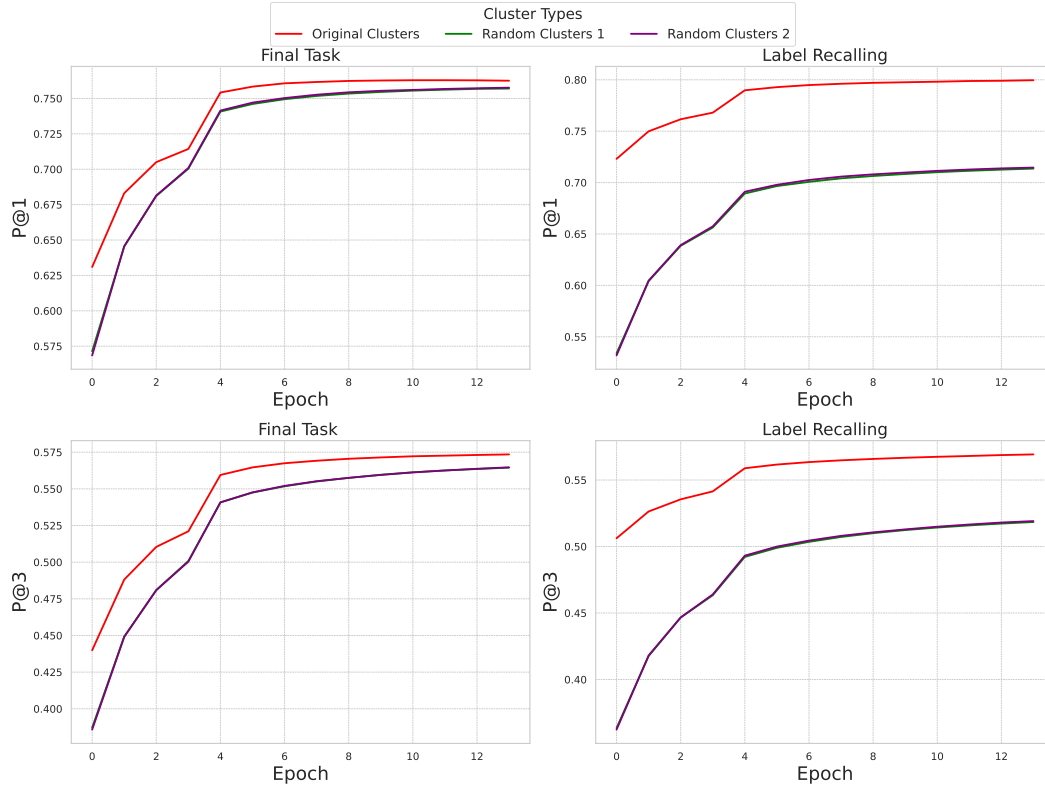 Cluster Types
Original Clusters Random Clusters 1 Random Clusters 2
Final Task
Label Recalling
P@1
0.750
0.725
0.700
0.675
0.650
0.625
0.600
0.575
0 2 4 6 8 10 12
Epoch
P@1
0.80
0.75
0.70
0.65
0.60
0.55
0 2 4 6 8 10 12
Epoch
Final Task
Label Recalling
P@3
0.575
0.550
0.525
0.500
0.475
0.450
0.425
0.400
0 2 4 6 8 10 12
Epoch
P@3
0.55
0.50
0.45
0.40
0 2 4 6 8 10 12
Epoch